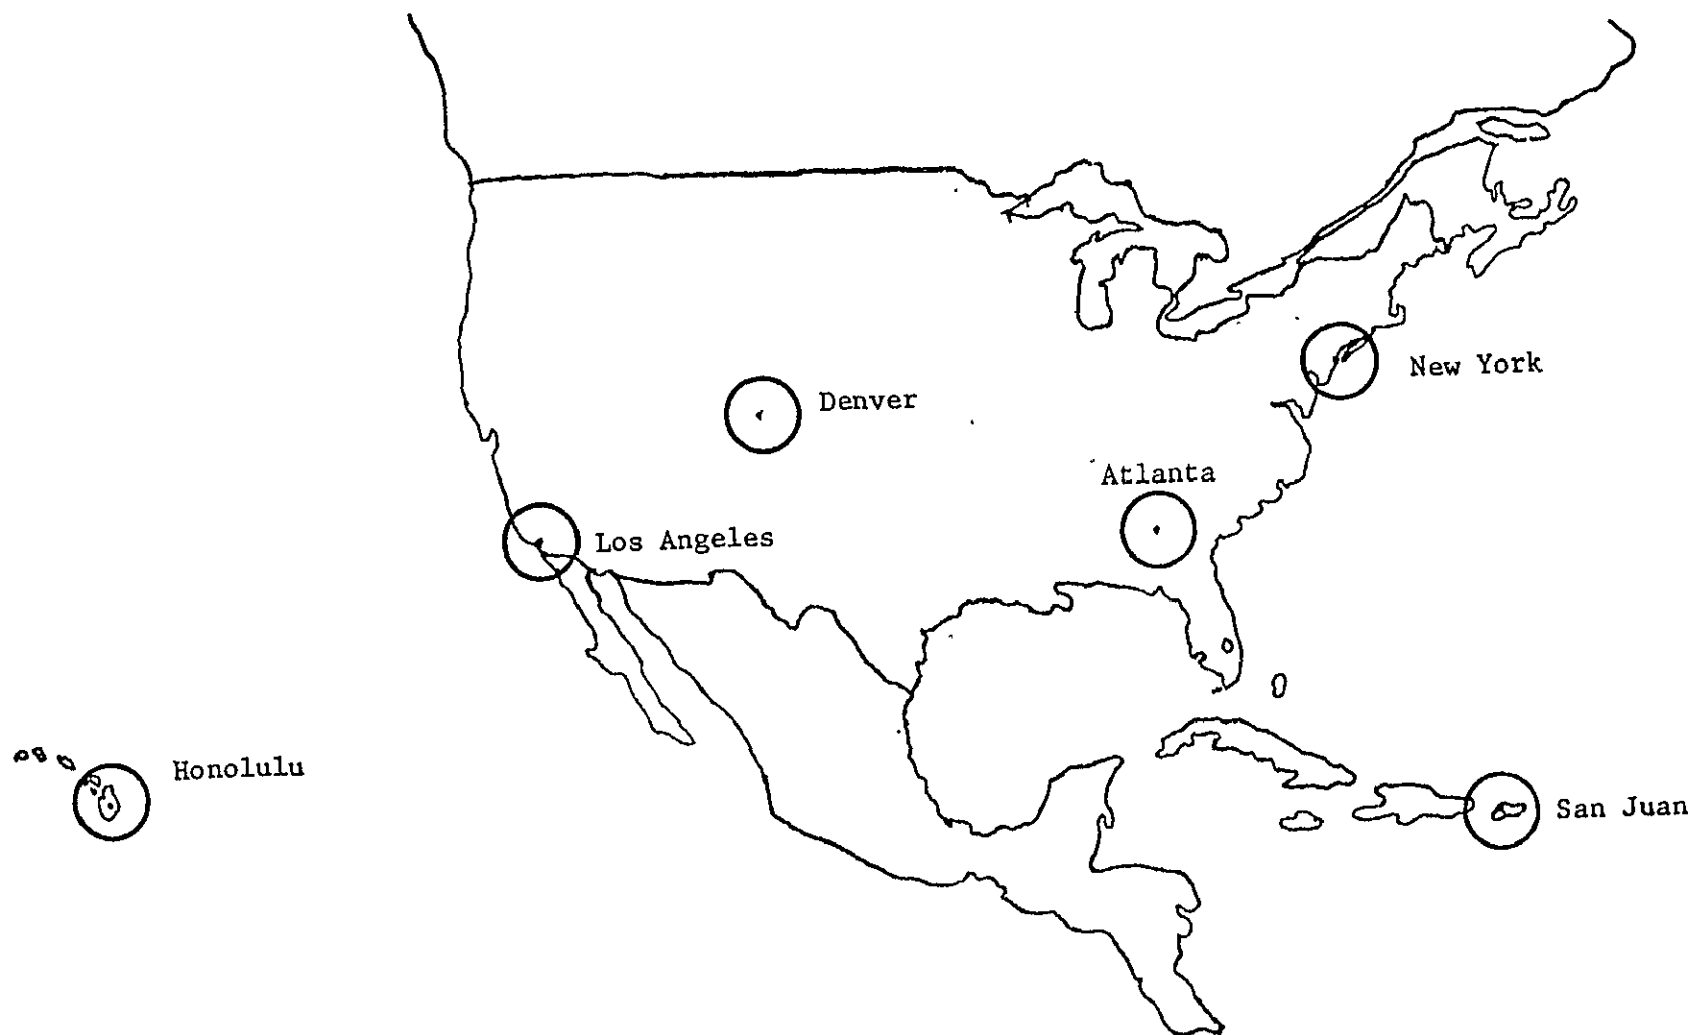 New York
Denver
Atlanta
Los Angeles
Honolulu
San Juan